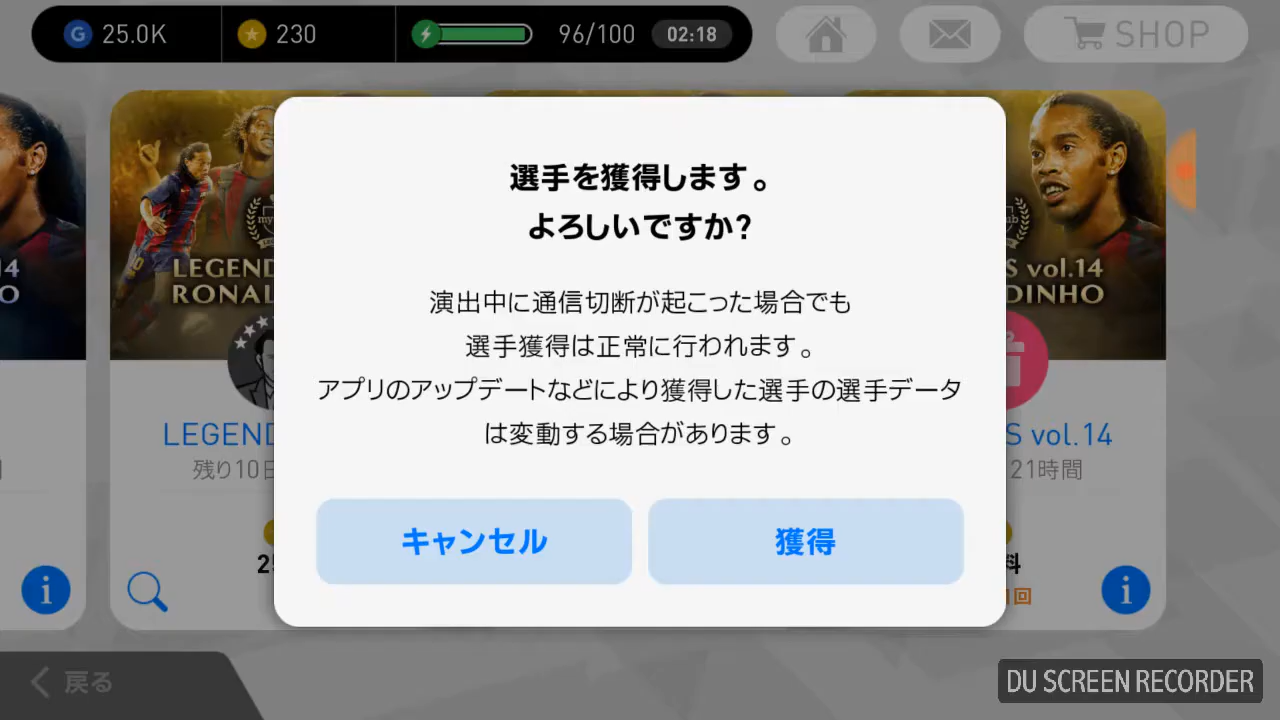 G 25.0K 230 96/100 02:18 SHOP
選手を獲得します。
よろしいですか?
演出中に通信切断が起こった場合でも
選手獲得は正常に行われます。
アプリのアップデートなどにより獲得した選手の選手データ
は変動する場合があります。
キャンセル 獲得
LEGEND
RONAL
S vol.14
DINHO
14
O
LEGEND
残り10日
S vol.14
21時間
料
回
戻る
DU SCREEN RECORDER